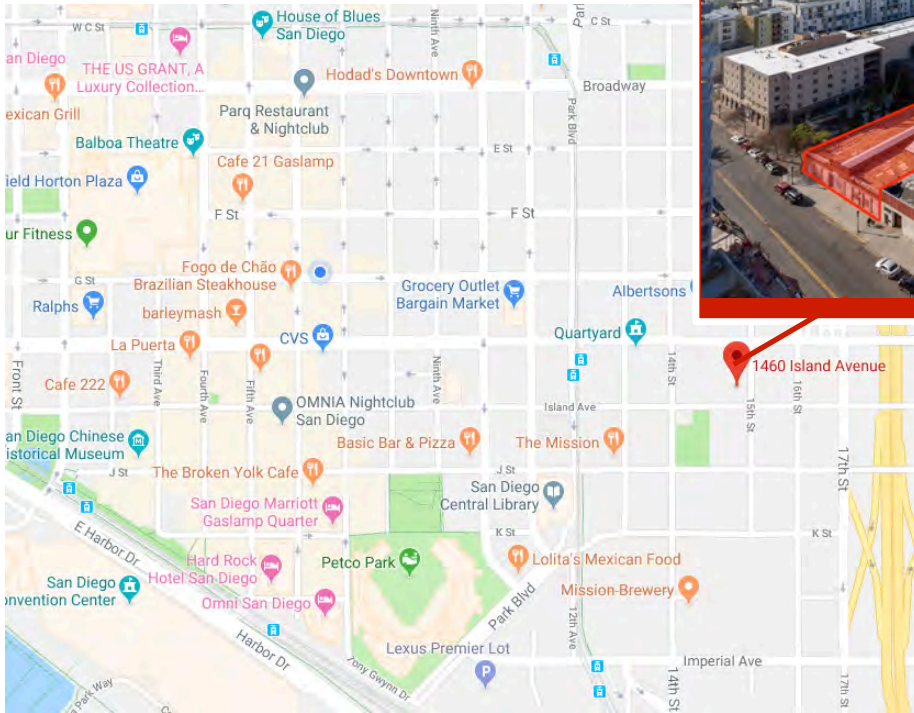 W C St
House of Blues
San Diego
Ninth Ave
C St
an Diego
THE US GRANT, A
Luxury Collection...
Hodad's Downtown
Broadway
exican Grill
Parq Restaurant
& Nightclub
Park Blvd
Balboa Theatre
E St
Cafe 21 Gaslamp
ield Horton Plaza
F St
F St
ur Fitness
Fogo de Chão
Brazilian Steakhouse
G St
Grocery Outlet
Bargain Market
Albertsons
Ralphs
barleymash
La Puerta
CVS
Quartyard
Front St
Third Ave
Fourth Ave
Fifth Ave
Ninth Ave
14th St
1460 Island Avenue
15th St
16th St
Cafe 222
OMNIA Nightclub
San Diego
Island Ave
an Diego Chinese
istorical Museum
Basic Bar & Pizza
The Mission
J St
The Broken Yolk Cafe
J St
17th St
San Diego Marriott
Gaslamp Quarter
San Diego
Central Library
E Harbor Dr
K St
K St
Hard Rock
Hotel San Diego
Petco Park
Lolita's Mexican Food
San Diego
onvention Center
Omni San Diego
Mission Brewery
Park Blvd
12th Ave
Harbor Dr
Tony Gwynn Dr
Lexus Premier Lot
Imperial Ave
14th St
17th St
Park Way